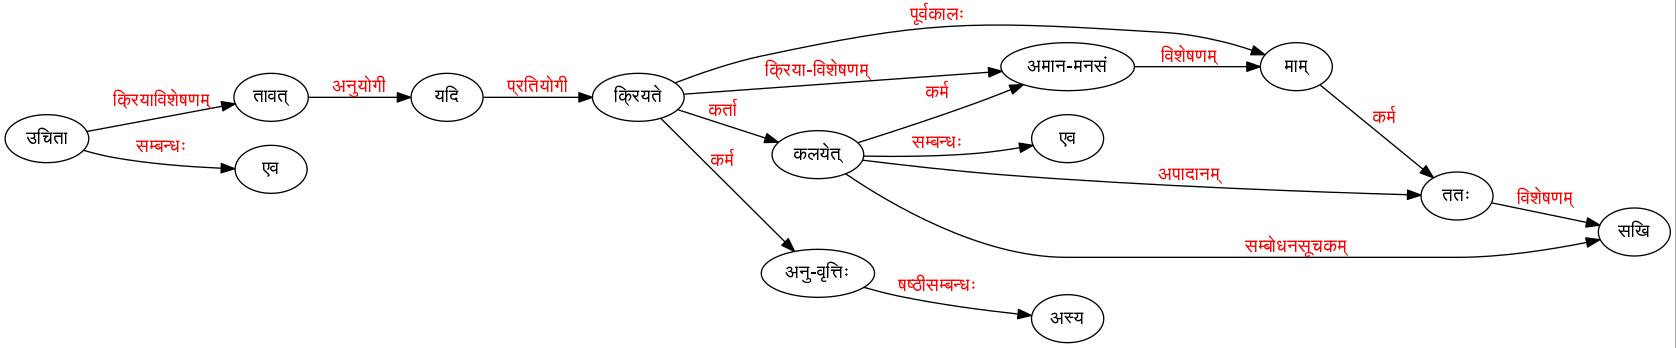 पूर्वकालः
क्रिया-विशेषणम्
अमान-मनसं
विशेषणम्
माम्
क्रियाविशेषणम्
तावत्
अनुयोगी
यदि
प्रतियोगी
क्रियते
कर्ता
कर्म
कर्म
उचिता
सम्बन्धः
एव
कलयेत्
सम्बन्धः
एव
कर्म
अपादानम्
ततः
विशेषणम्
सखि
सम्बोधनसूचकम्
अनु-वृत्तिः
षष्ठीसम्बन्धः
अस्य